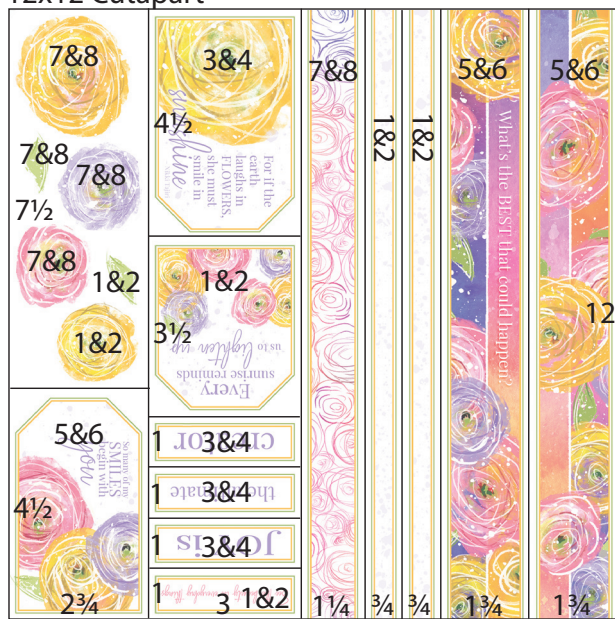 12x12 Cutapart
7&8
7&8
7&8
7½
7&8
1&2
1&2
5&6
So many of my
SMILES
begin with
you
4½
2¾
3&4
4½
sunshine
For if the
earth
laughs in
FLOWERS,
she must
smile in
1&2
3½
Every
sunrise reminds
us to lighten up
1
3&4
creator
1
3&4
the ultimate
1
3&4
JOY is
1
3
1&2
7&8
1¼
1&2
¾
1&2
¾
5&6
What's the BEST that could happen?
1¾
5&6
12
1¾